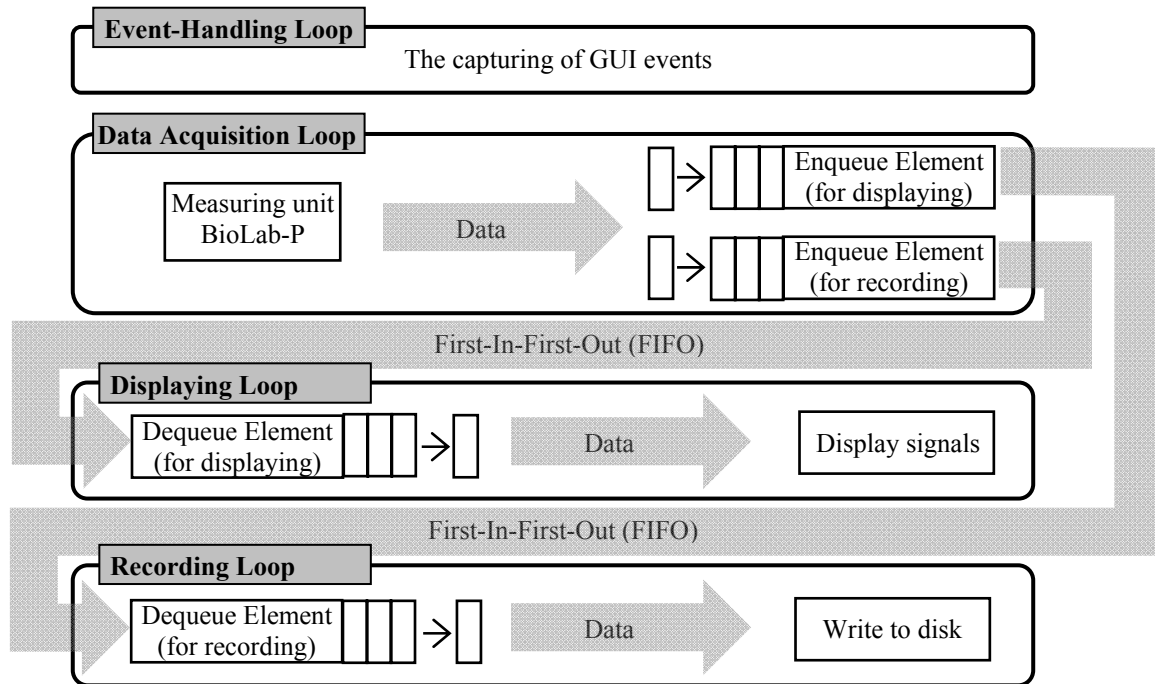 Event-Handling Loop
The capturing of GUI events
Data Acquisition Loop
Measuring unit
BioLab-P
Data
Enqueue Element
(for displaying)
Enqueue Element
(for recording)
First-In-First-Out (FIFO)
Displaying Loop
Dequeue Element
(for displaying)
Data
Display signals
First-In-First-Out (FIFO)
Recording Loop
Dequeue Element
(for recording)
Data
Write to disk